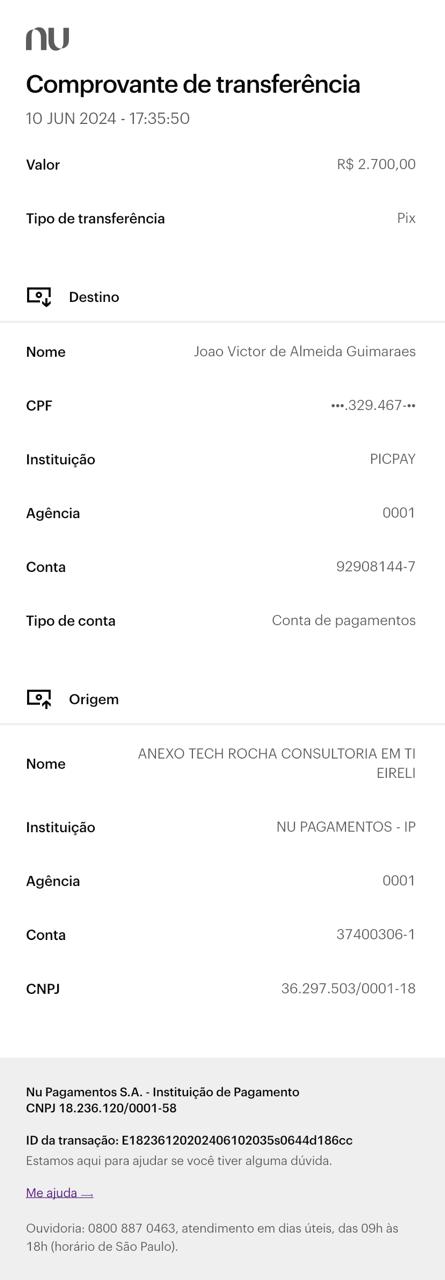 nu
Comprovante de transferência
10 JUN 2024 - 17:35:50
Valor R$ 2.700,00
Tipo de transferência Pix
Destino
Nome Joao Victor de Almeida Guimaraes
CPF •••.329.467-••
Instituição PICPAY
Agência 0001
Conta 92908144-7
Tipo de conta Conta de pagamentos
Origem
Nome ANEXO TECH ROCHA CONSULTORIA EM TI
EIRELI
Instituição NU PAGAMENTOS - IP
Agência 0001
Conta 37400306-1
CNPJ 36.297.503/0001-18
Nu Pagamentos S.A. - Instituição de Pagamento
CNPJ 18.236.120/0001-58
ID da transação: E18236120202406102035s0644d186cc
Estamos aqui para ajudar se você tiver alguma dúvida.
Me ajuda
Ouvidoria: 0800 887 0463, atendimento em dias úteis, das 09h às
18h (horário de São Paulo).